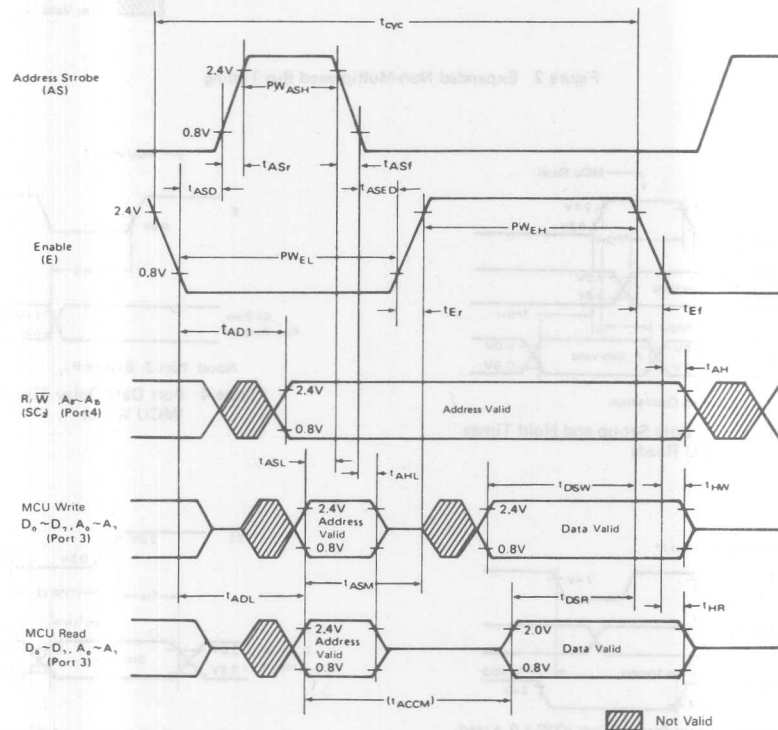 tcyc
Address Strobe
(AS)
2.4V
PWASH
0.8V
tASr
tASf
tASD
tASED
2.4V
Enable
(E)
PWEH
PWEL
0.8V
tEr
tEf
tAD1
tAH
R/W̅ A₈~A₁₅
(SC₂) (Port4)
2.4V
Address Valid
0.8V
tASL
tAHL
tDSW
tHW
MCU Write
D₀~D₇, A₀~A₇
(Port 3)
2.4V
Address
Valid
0.8V
2.4V
Data Valid
0.8V
tADL
tASM
tDSR
tHR
MCU Read
D₀~D₇, A₀~A₇
(Port 3)
2.4V
Address
Valid
0.8V
2.0V
Data Valid
0.8V
(tACCM)
Not Valid